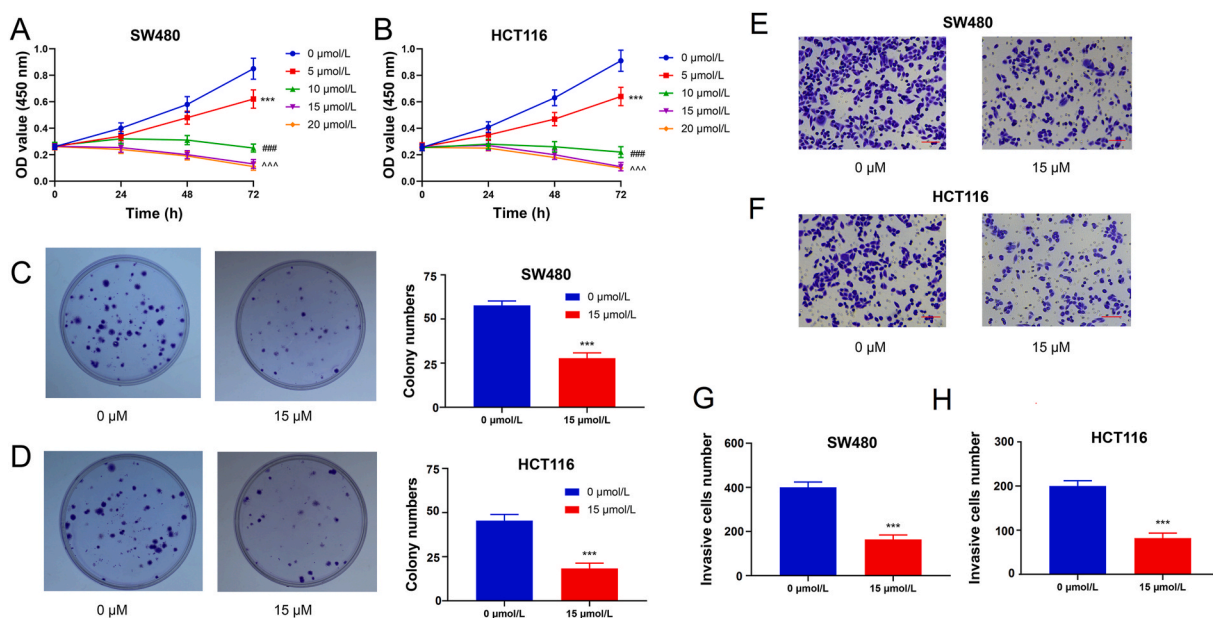 A
SW480
OD value (450 nm)
1.0
0.8
0.6
0.4
0.2
0.0
0
24
48
72
Time (h)
0 μmol/L
5 μmol/L
10 μmol/L
15 μmol/L
20 μmol/L
***
###
^^^
B
HCT116
OD value (450 nm)
1.0
0.8
0.6
0.4
0.2
0.0
0
24
48
72
Time (h)
0 μmol/L
5 μmol/L
10 μmol/L
15 μmol/L
20 μmol/L
***
###
^^^
C
0 μM
15 μM
SW480
Colony numbers
75
50
25
0
0 μmol/L
15 μmol/L
***
0 μmol/L
15 μmol/L
D
0 μM
15 μM
HCT116
Colony numbers
75
50
25
0
0 μmol/L
15 μmol/L
***
0 μmol/L
15 μmol/L
E
SW480
0 μM
15 μM
F
HCT116
0 μM
15 μM
G
SW480
Invasive cells number
600
400
200
0
***
0 μmol/L
15 μmol/L
H
HCT116
Invasive cells number
300
200
100
0
***
0 μmol/L
15 μmol/L